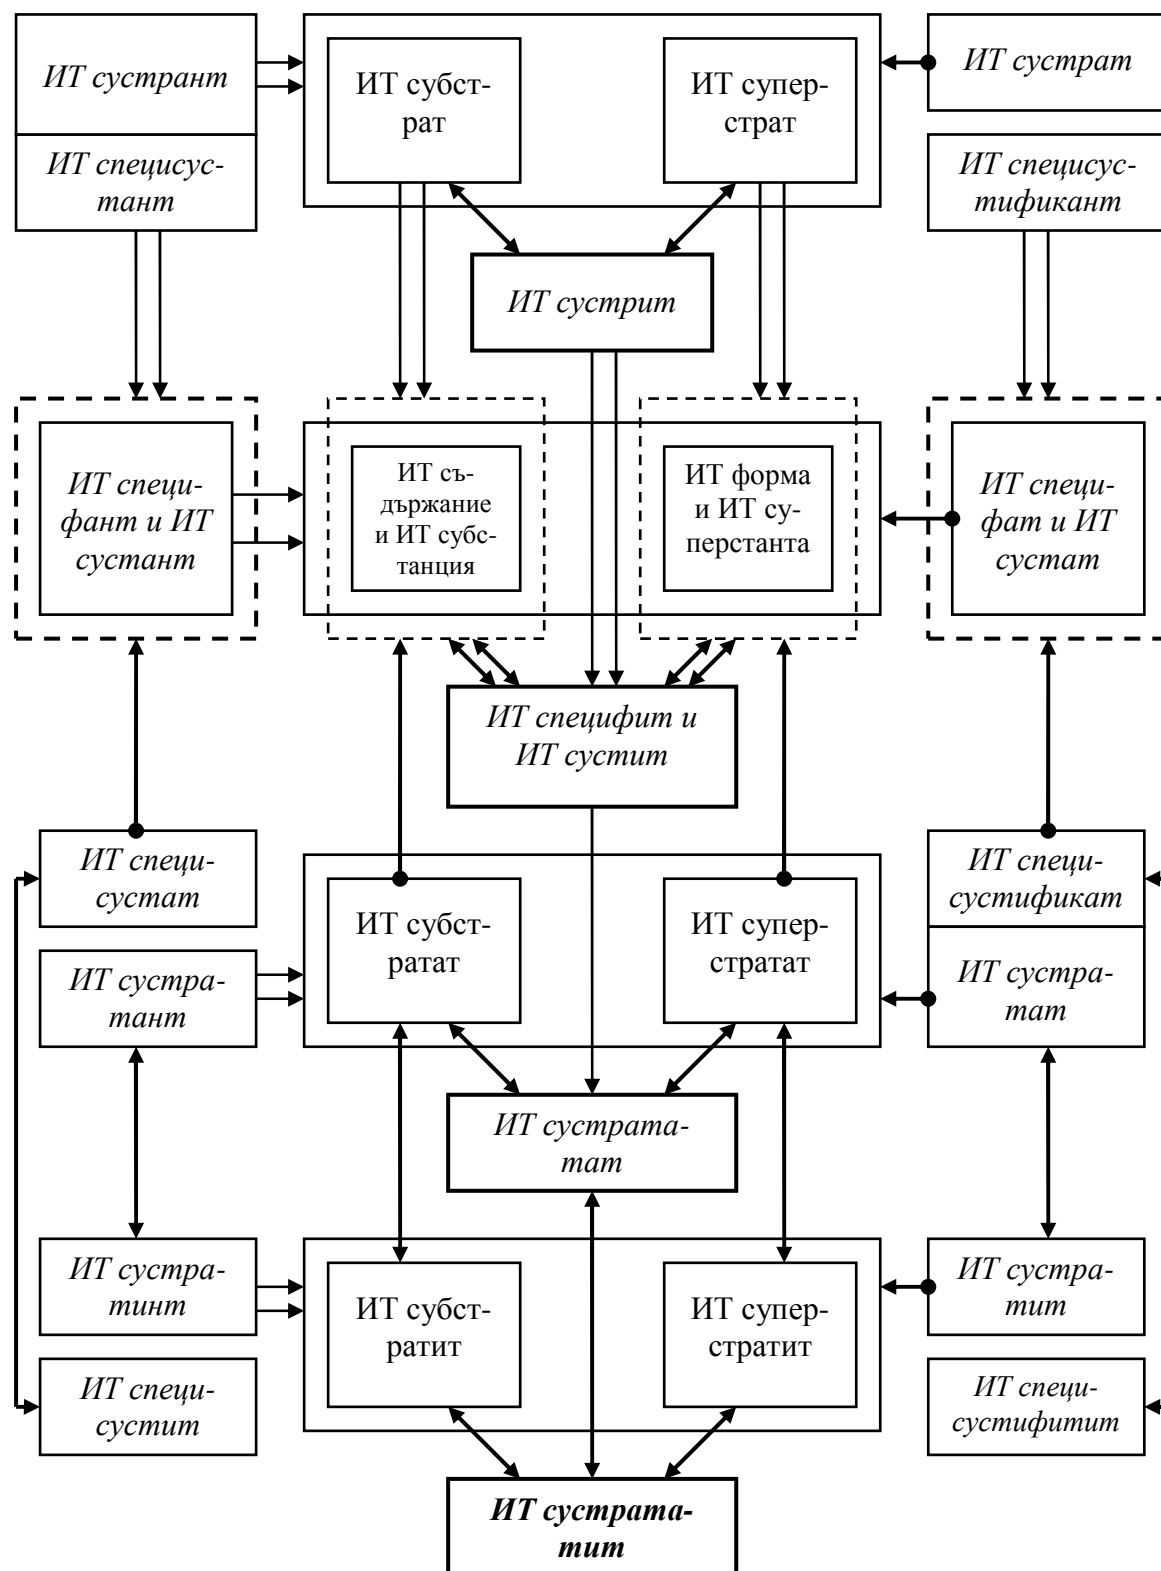 ИТ сустрант
ИТ субст-
рат
ИТ супер-
страт
ИТ сустрат
ИТ специсус-
тант
ИТ специсус-
тификант
ИТ сустрит
ИТ специ-
фант и ИТ
сустант
ИТ съ-
държание
и ИТ субс-
танция
ИТ форма
и ИТ су-
перстанта
ИТ специ-
фат и ИТ
сустат
ИТ специфит и
ИТ сустит
ИТ специ-
сустат
ИТ субст-
ратат
ИТ супер-
стратат
ИТ специ-
сустификат
ИТ сустра-
тант
ИТ сустра-
тат
ИТ сустрата-
тат
ИТ сустра-
тинт
ИТ субст-
ратит
ИТ супер-
стратит
ИТ сустра-
тит
ИТ специ-
сустит
ИТ специ-
сустифитит
ИТ сустрата-
тит